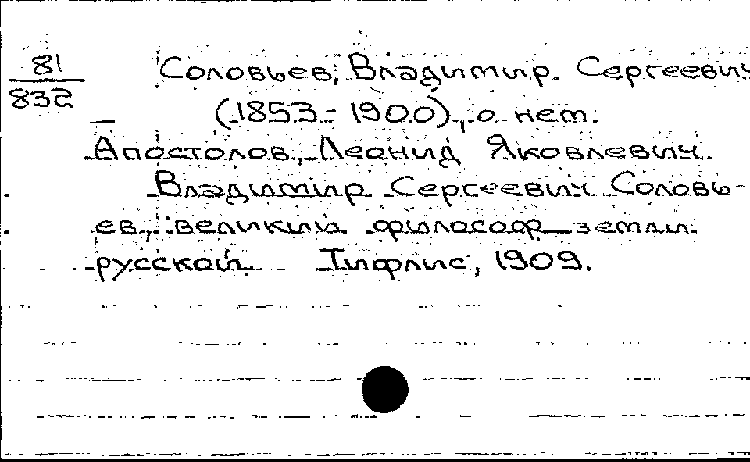 81
832
Соловьев, Владимир Сергеевич
(1853-1900), о нем.
Апостолов, Леонид Яковлевич.
Владимир Сергеевич Соловь-
ев, великий философ земли
русской. Тифлис, 1909.